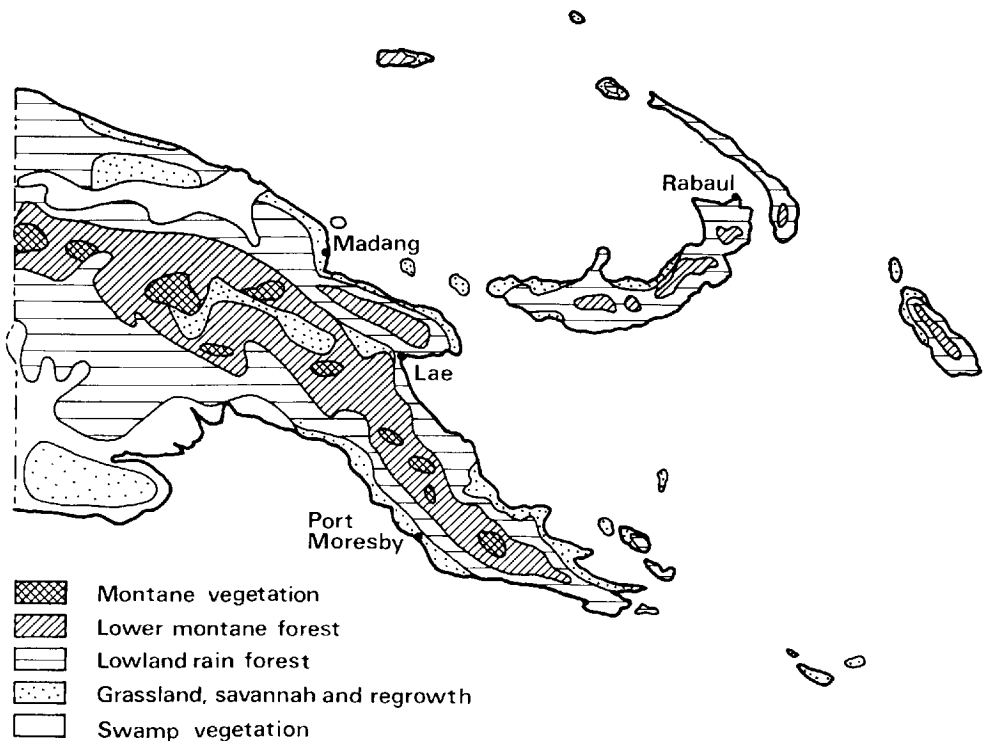 Rabaul
Madang
Lae
Port
Moresby
Montane vegetation
Lower montane forest
Lowland rain forest
Grassland, savannah and regrowth
Swamp vegetation